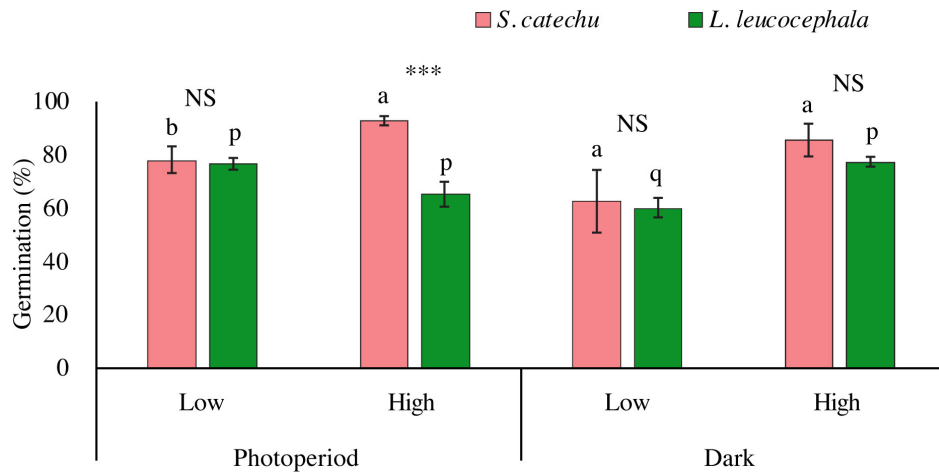 S. catechu L. leucocephala
***
100 NS a a NS
b p NS p
80 p a q
60
40
20
0
Germination (%)
Low High Low High
Photoperiod Dark